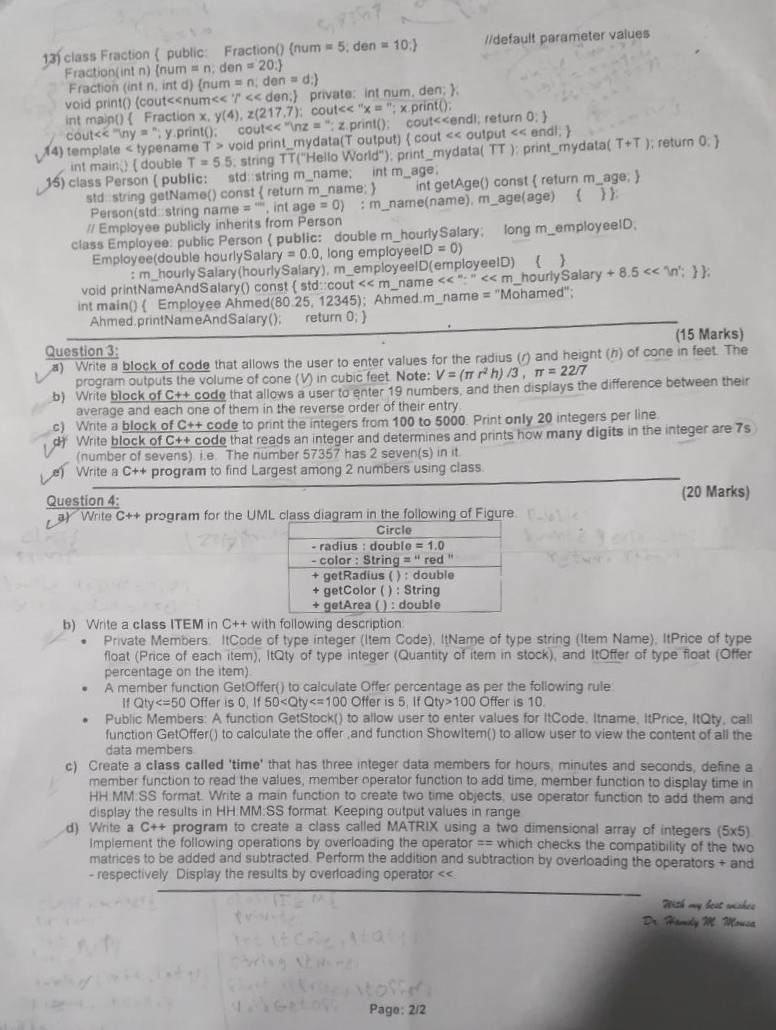 //default parameter values
13) class Fraction { public: Fraction() {num = 5; den = 10;}
Fraction(int n) {num = n; den = 20;}
Fraction (int n, int d) {num = n; den = d;}
void print() {cout<<num<< '/' << den;} private: int num, den; };
int main() { Fraction x, y(4), z(217,7); cout<< "x = "; x.print();
cout<< "\ny = "; y.print(); cout<< "\nz = "; z.print(); cout<<endl; return 0; }
14) template < typename T > void print_mydata(T output) { cout << output << endl; }
int main() { double T = 5.5; string TT("Hello World"); print_mydata( TT ); print_mydata( T+T ); return 0; }
15) class Person { public: std::string m_name; int m_age;
std::string getName() const { return m_name; } int getAge() const { return m_age; }
Person(std::string name = "", int age = 0) : m_name(name), m_age(age) { } };
// Employee publicly inherits from Person
class Employee: public Person { public: double m_hourlySalary; long m_employeeID;
Employee(double hourlySalary = 0.0, long employeeID = 0)
: m_hourlySalary(hourlySalary), m_employeeID(employeeID) { }
void printNameAndSalary() const { std::cout << m_name << ": " << m_hourlySalary + 8.5 << '\n'; } };
int main() { Employee Ahmed(80.25, 12345); Ahmed.m_name = "Mohamed";
Ahmed.printNameAndSalary(); return 0; }
Question 3: (15 Marks)
a) Write a block of code that allows the user to enter values for the radius (r) and height (h) of cone in feet. The
program outputs the volume of cone (V) in cubic feet. Note: V = (π r² h) /3 , π = 22/7
b) Write block of C++ code that allows a user to enter 19 numbers, and then displays the difference between their
average and each one of them in the reverse order of their entry.
c) Write a block of C++ code to print the integers from 100 to 5000. Print only 20 integers per line.
d) Write block of C++ code that reads an integer and determines and prints how many digits in the integer are 7s
(number of sevens). i.e. The number 57357 has 2 seven(s) in it.
e) Write a C++ program to find Largest among 2 numbers using class.
Question 4: (20 Marks)
a) Write C++ program for the UML class diagram in the following of Figure.
Circle
- radius : double = 1.0
- color : String = " red "
+ getRadius ( ) : double
+ getColor ( ) : String
+ getArea ( ) : double
b) Write a class ITEM in C++ with following description:
• Private Members: ItCode of type integer (Item Code), ItName of type string (Item Name), ItPrice of type
float (Price of each item), ItQty of type integer (Quantity of item in stock), and ItOffer of type float (Offer
percentage on the item).
• A member function GetOffer() to calculate Offer percentage as per the following rule:
If Qty<=50 Offer is 0, If 50<Qty<=100 Offer is 5, If Qty>100 Offer is 10.
• Public Members: A function GetStock() to allow user to enter values for ItCode, Itname, ItPrice, ItQty, call
function GetOffer() to calculate the offer ,and function ShowItem() to allow user to view the content of all the
data members.
c) Create a class called 'time' that has three integer data members for hours, minutes and seconds, define a
member function to read the values, member operator function to add time, member function to display time in
HH:MM:SS format. Write a main function to create two time objects, use operator function to add them and
display the results in HH:MM:SS format. Keeping output values in range
d) Write a C++ program to create a class called MATRIX using a two dimensional array of integers (5x5).
Implement the following operations by overloading the operator == which checks the compatibility of the two
matrices to be added and subtracted. Perform the addition and subtraction by overloading the operators + and
- respectively. Display the results by overloading operator <<
With my best wishes
Dr. Hamdy M. Mousa
Page: 2/2